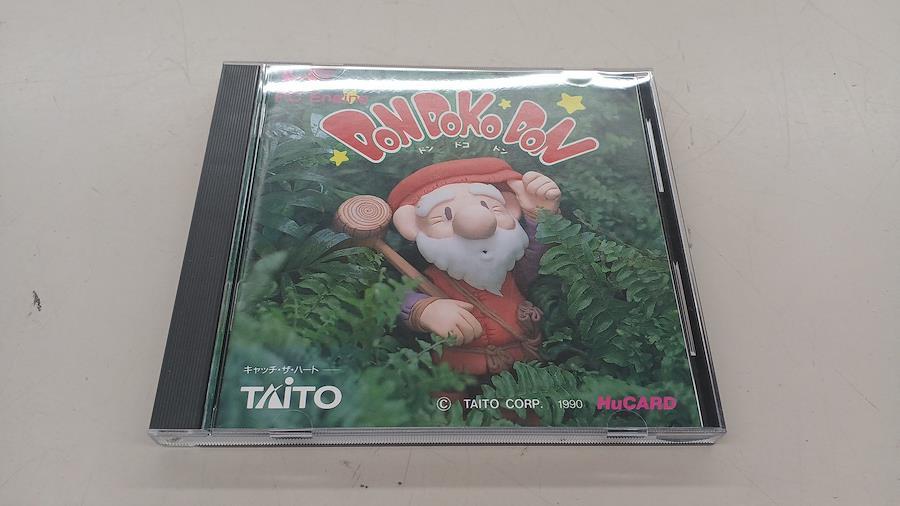 PC Engine
DON DOKO DON
ドン ドコ ドン
キャッチ・ザ・ハート
TAITO
© TAITO CORP. 1990 HuCARD